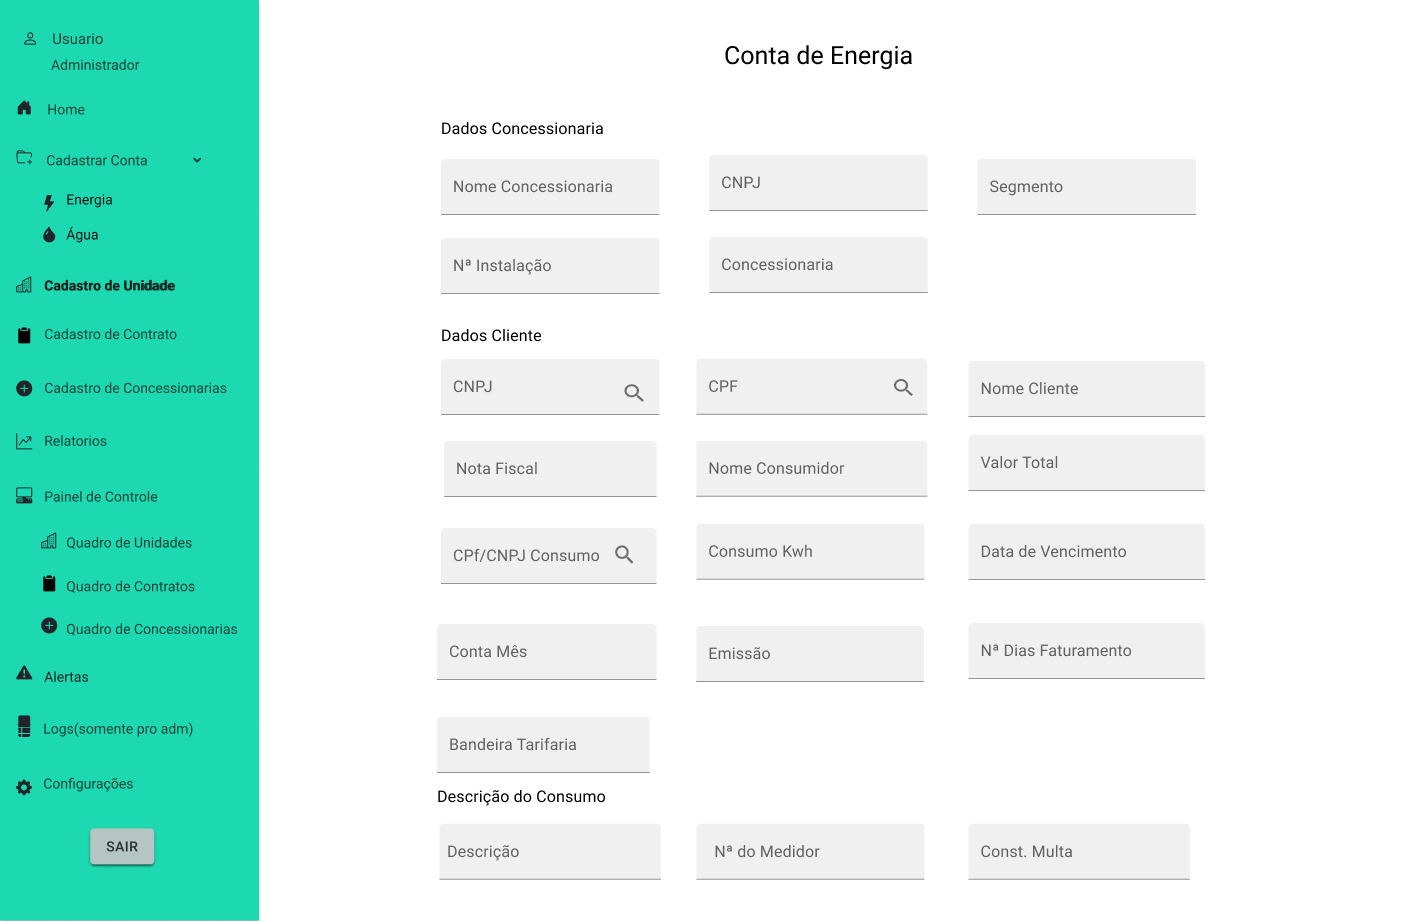 Usuario
Administrador
Home
Cadastrar Conta
Energia
Água
Cadastro de Unidade
Cadastro de Contrato
Cadastro de Concessionarias
Relatorios
Painel de Controle
Quadro de Unidades
Quadro de Contratos
Quadro de Concessionarias
Alertas
Logs(somente pro adm)
Configurações
SAIR
Conta de Energia
Dados Concessionaria
Nome Concessionaria
CNPJ
Segmento
Nª Instalação
Concessionaria
Dados Cliente
CNPJ
CPF
Nome Cliente
Nota Fiscal
Nome Consumidor
Valor Total
CPf/CNPJ Consumo
Consumo Kwh
Data de Vencimento
Conta Mês
Emissão
Nª Dias Faturamento
Bandeira Tarifaria
Descrição do Consumo
Descrição
Nª do Medidor
Const. Multa